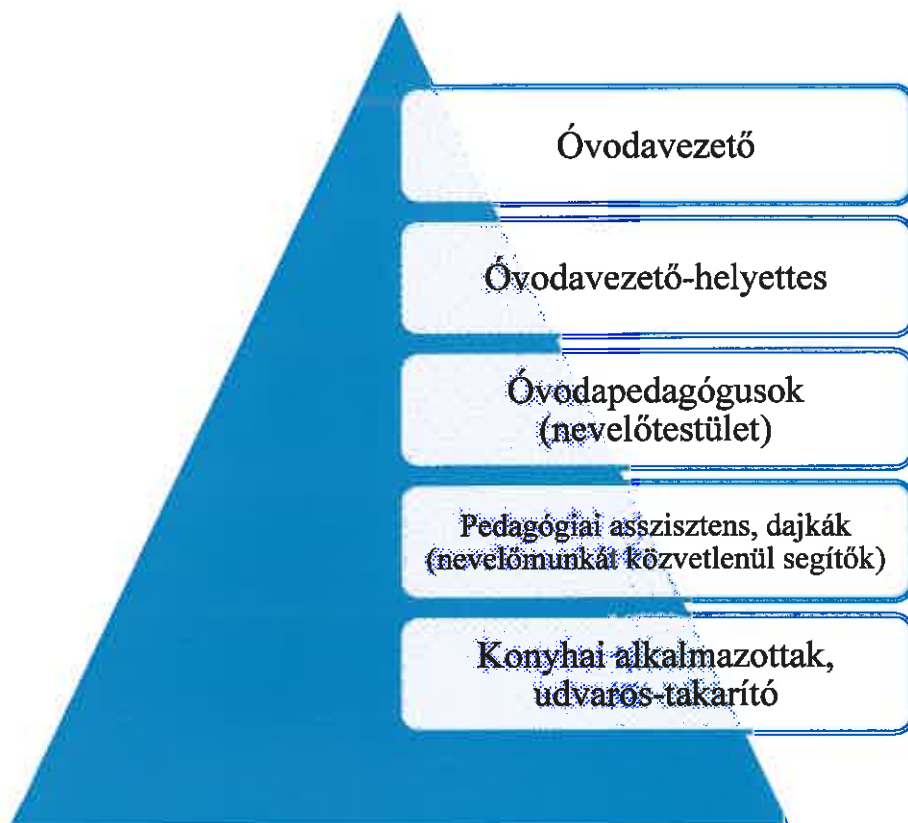 Óvodavezető
Óvodavezető-helyettes
Óvodapedagógusok
(nevelőtestület)
Pedagógiai asszisztens, dajkák
(nevelőmunkát közvetlenül segítők)
Konyhai alkalmazottak,
udvaros-takarító